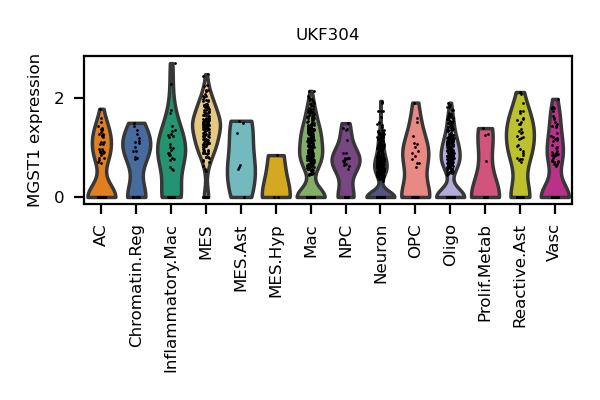 UKF304
MGST1 expression
2
0
AC
Chromatin.Reg
Inflammatory.Mac
MES
MES.Ast
MES.Hyp
Mac
NPC
Neuron
OPC
Oligo
Prolif.Metab
Reactive.Ast
Vasc